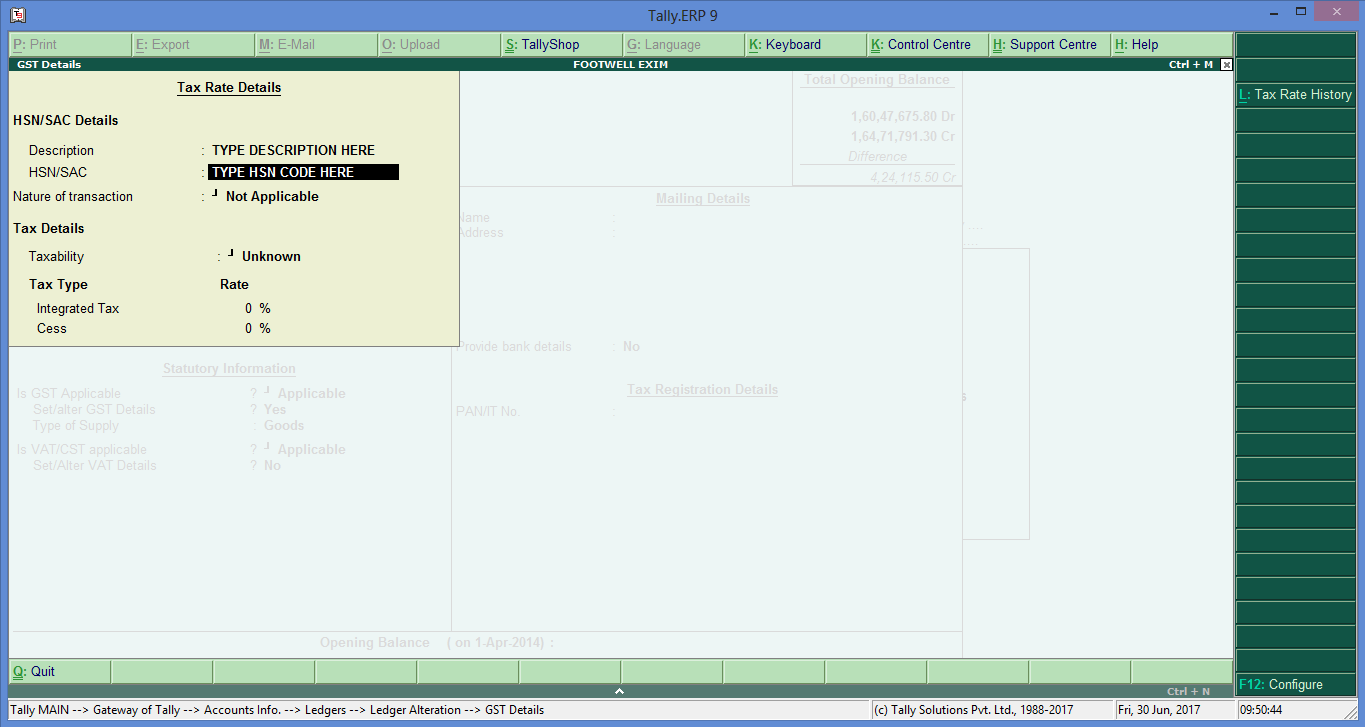 Tally.ERP 9
P: Print E: Export M: E-Mail O: Upload S: TallyShop G: Language K: Keyboard K: Control Centre H: Support Centre H: Help
GST Details FOOTWELL EXIM Ctrl + M
Tax Rate Details
HSN/SAC Details
Description : TYPE DESCRIPTION HERE
HSN/SAC : TYPE HSN CODE HERE
Nature of transaction : Not Applicable
Tax Details
Taxability : Unknown
Tax Type Rate
Integrated Tax 0 %
Cess 0 %
Total Opening Balance
1,60,47,675.80 Dr
1,64,71,791.30 Cr
Difference
4,24,115.50 Cr
Mailing Details
Name :
Address :
Provide bank details : No
Tax Registration Details
PAN/IT No. :
Statutory Information
Is GST Applicable ? Applicable
Set/alter GST Details ? Yes
Type of Supply : Goods
Is VAT/CST applicable ? Applicable
Set/Alter VAT Details ? No
Opening Balance ( on 1-Apr-2014) :
L: Tax Rate History
F12: Configure
Q: Quit
Ctrl + N
Tally MAIN --> Gateway of Tally --> Accounts Info. --> Ledgers --> Ledger Alteration --> GST Details (c) Tally Solutions Pvt. Ltd., 1988-2017 Fri, 30 Jun, 2017 09:50:44